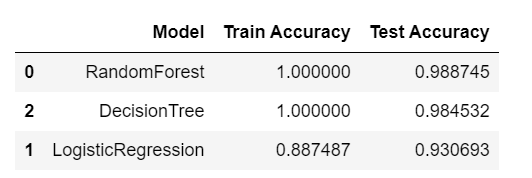 Model Train Accuracy Test Accuracy
0 RandomForest 1.000000 0.988745
2 DecisionTree 1.000000 0.984532
1 LogisticRegression 0.887487 0.930693